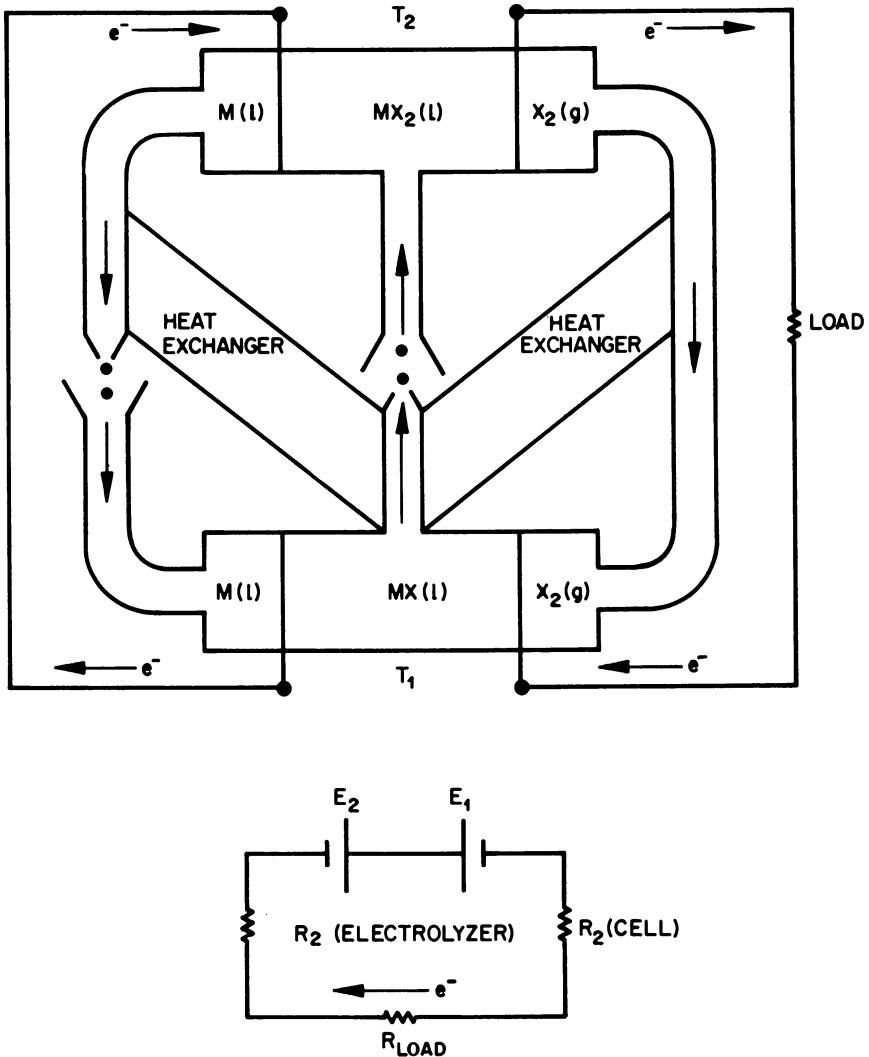 T₂
e⁻
e⁻
M(l)
MX₂(l)
X₂(g)
HEAT
EXCHANGER
HEAT
EXCHANGER
LOAD
M(l)
MX(l)
X₂(g)
e⁻
T₁
e⁻
E₂
E₁
R₂ (ELECTROLYZER)
R₂(CELL)
e⁻
R_LOAD